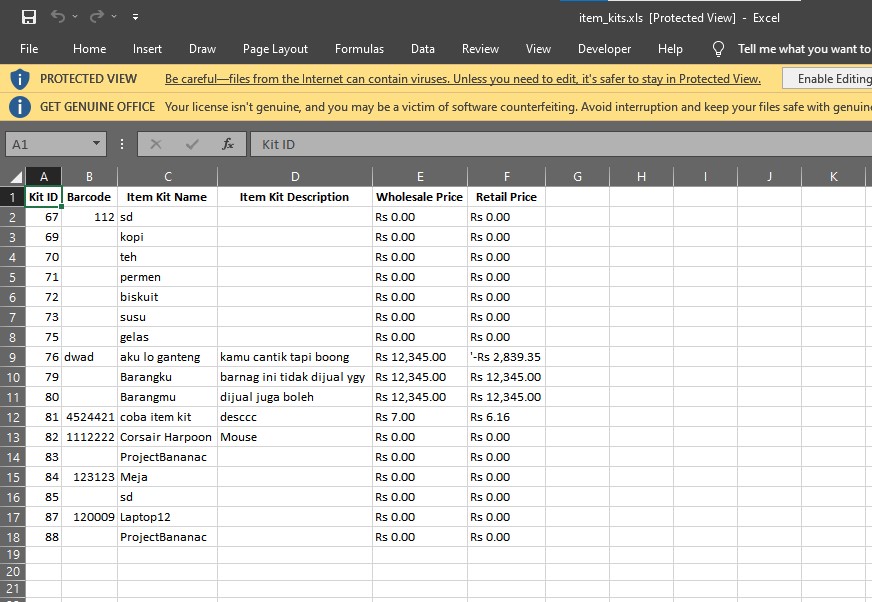 item_kits.xls [Protected View] - Excel
File Home Insert Draw Page Layout Formulas Data Review View Developer Help Tell me what you want to
PROTECTED VIEW Be careful—files from the Internet can contain viruses. Unless you need to edit, it's safer to stay in Protected View. Enable Editing
GET GENUINE OFFICE Your license isn't genuine, and you may be a victim of software counterfeiting. Avoid interruption and keep your files safe with genuine
A1 fx Kit ID
A B C D E F G H I J K
1 Kit ID Barcode Item Kit Name Item Kit Description Wholesale Price Retail Price
2 67 112 sd Rs 0.00 Rs 0.00
3 69 kopi Rs 0.00 Rs 0.00
4 70 teh Rs 0.00 Rs 0.00
5 71 permen Rs 0.00 Rs 0.00
6 72 biskuit Rs 0.00 Rs 0.00
7 73 susu Rs 0.00 Rs 0.00
8 75 gelas Rs 0.00 Rs 0.00
9 76 dwad aku lo ganteng kamu cantik tapi boong Rs 12,345.00 '-Rs 2,839.35
10 79 Barangku barnag ini tidak dijual ygy Rs 12,345.00 Rs 12,345.00
11 80 Barangmu dijual juga boleh Rs 12,345.00 Rs 12,345.00
12 81 4524421 coba item kit desccc Rs 7.00 Rs 6.16
13 82 1112222 Corsair Harpoon Mouse Rs 0.00 Rs 0.00
14 83 ProjectBananac Rs 0.00 Rs 0.00
15 84 123123 Meja Rs 0.00 Rs 0.00
16 85 sd Rs 0.00 Rs 0.00
17 87 120009 Laptop12 Rs 0.00 Rs 0.00
18 88 ProjectBananac Rs 0.00 Rs 0.00
19
20
21